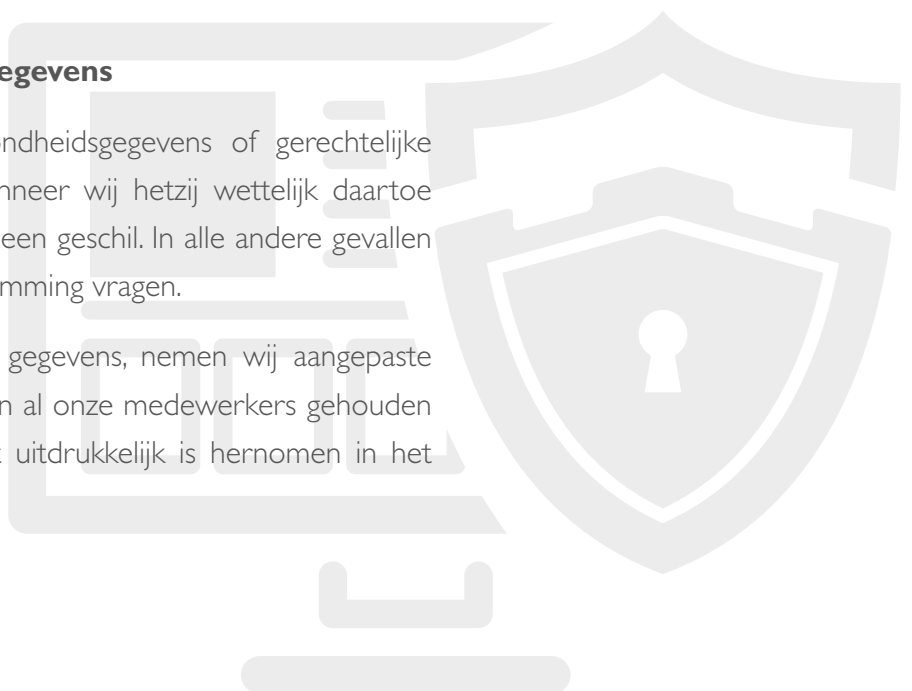 egevens
ndheidsgegevens of gerechtelijke
nneer wij hetzij wettelijk daartoe
een geschil. In alle andere gevallen
mming vragen.
gegevens, nemen wij aangepaste
n al onze medewerkers gehouden
uitdrukkelijk is hernomen in het